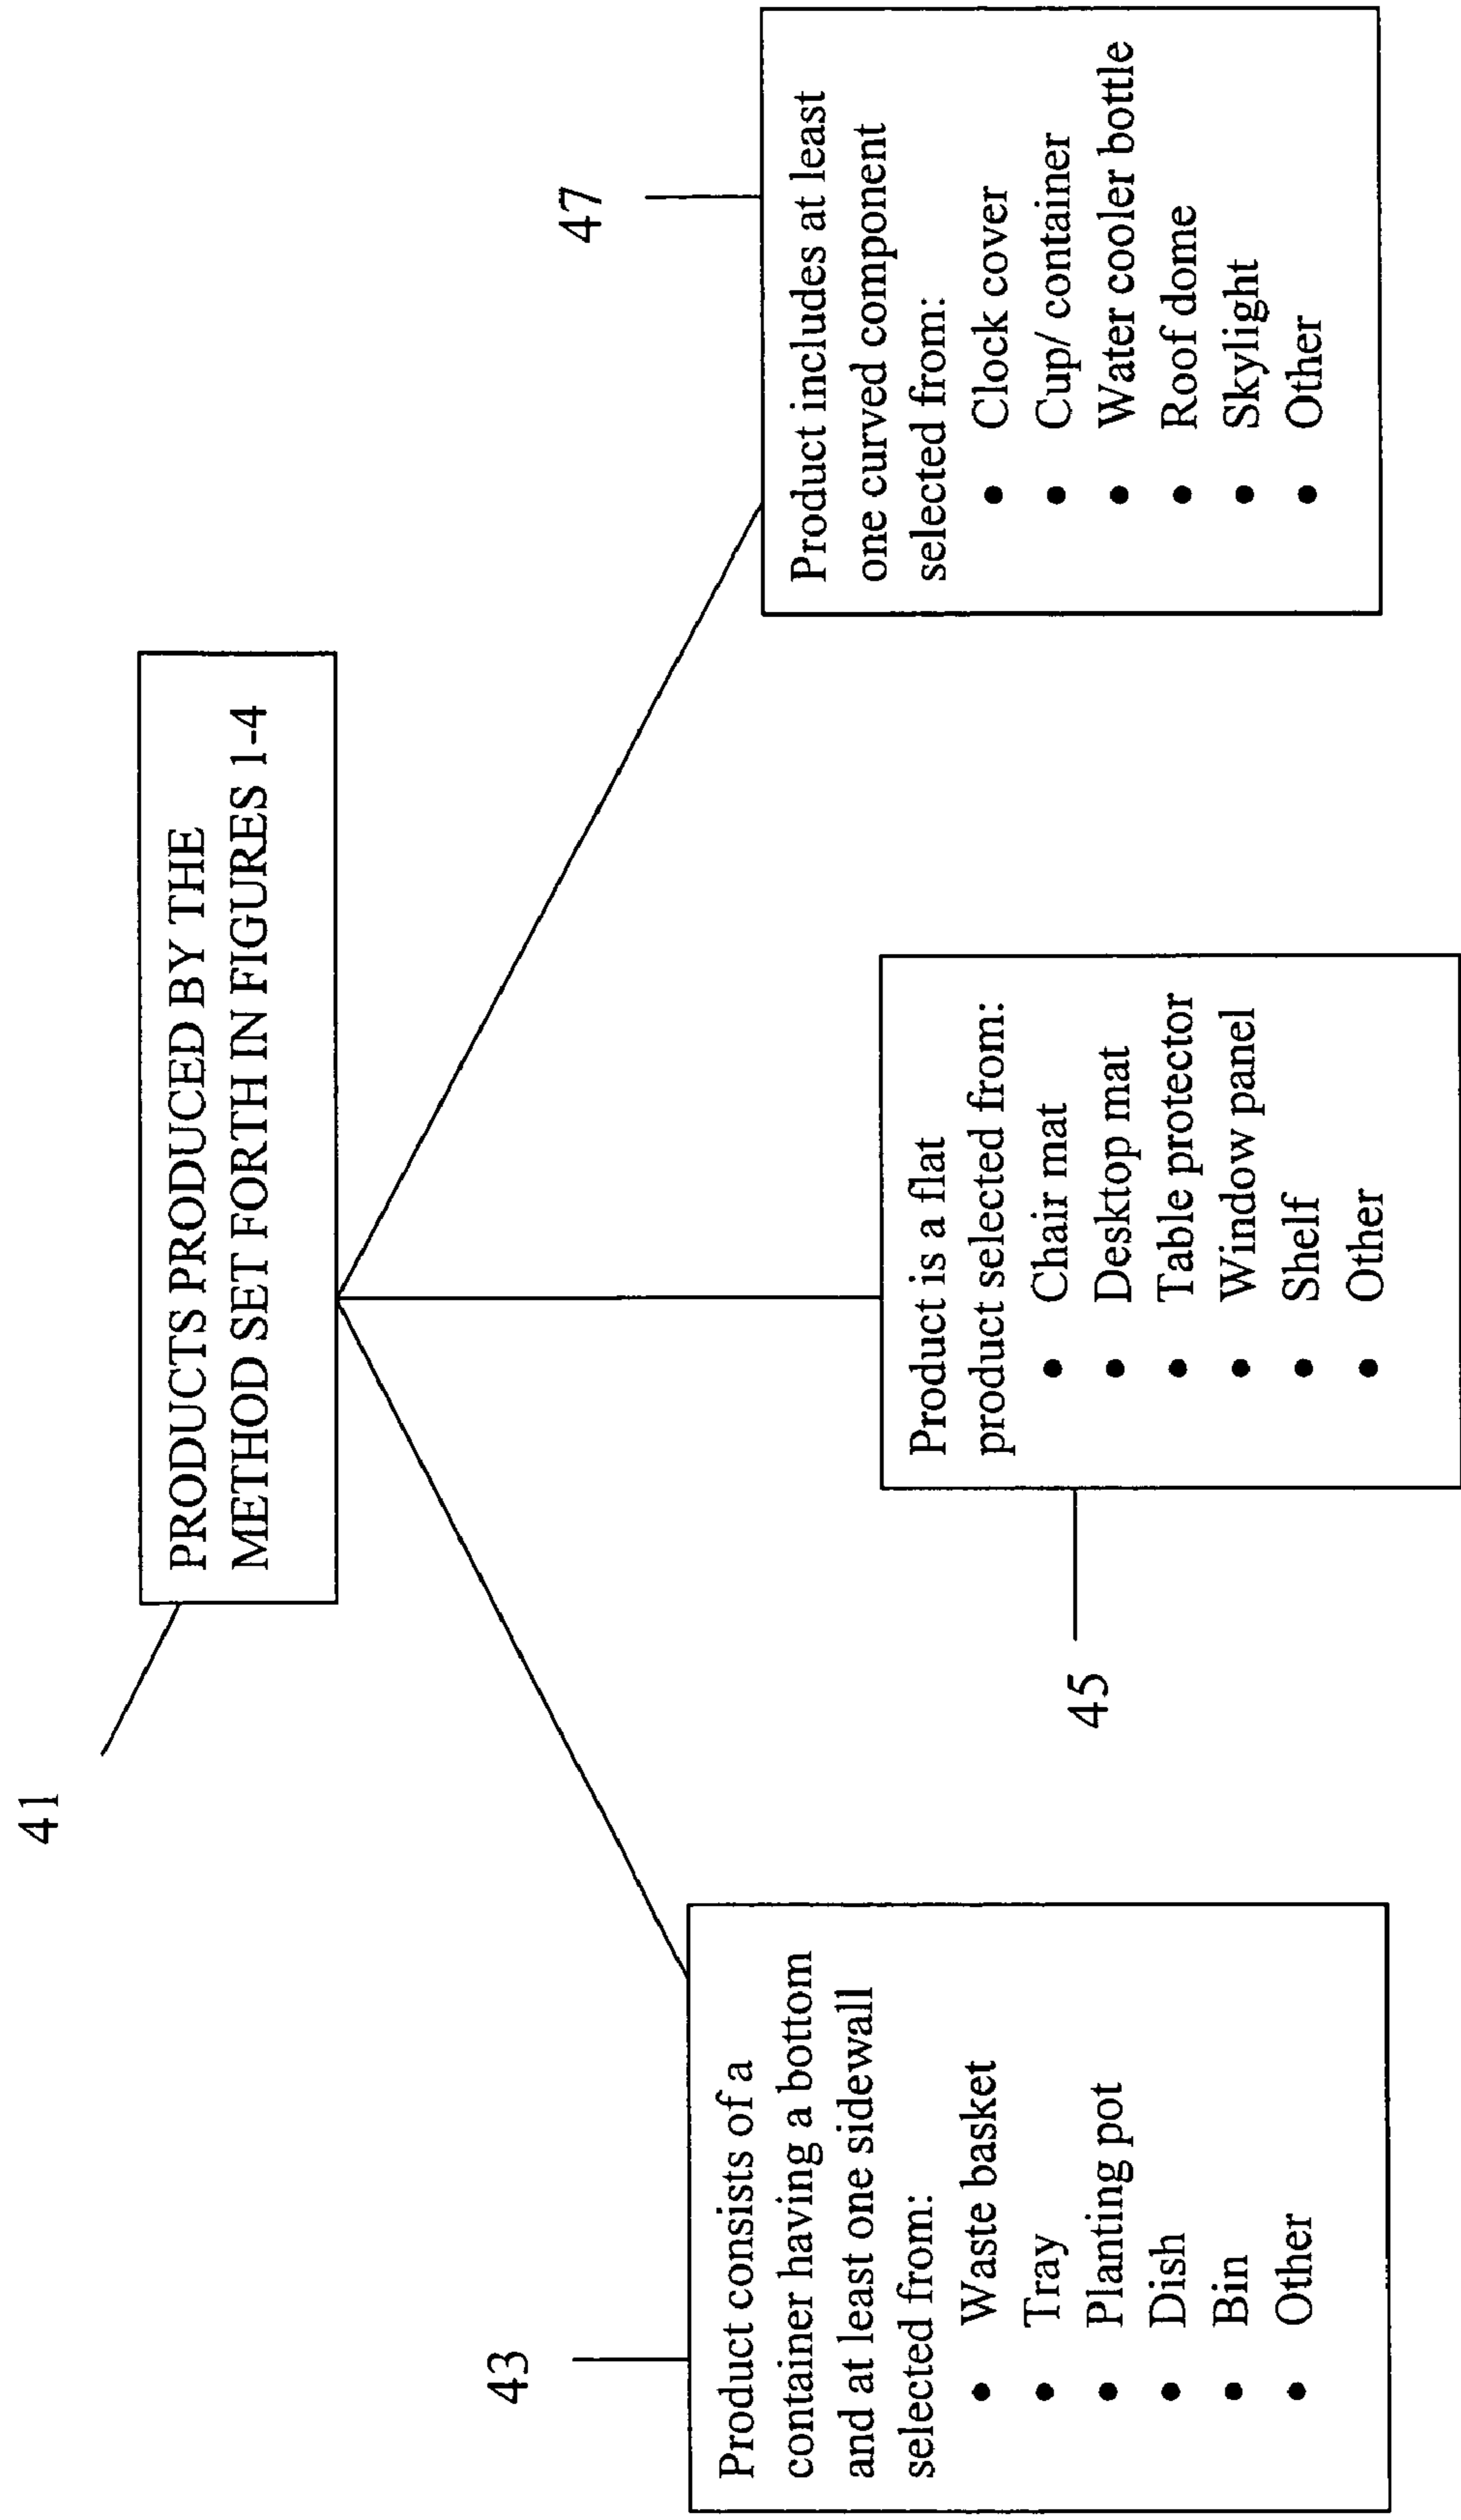 41
PRODUCTS PRODUCED BY THE
METHOD SET FORTH IN FIGURES 1-4
43
Product consists of a
container having a bottom
and at least one sidewall
selected from:
• Waste basket
• Tray
• Planting pot
• Dish
• Bin
• Other
45
Product is a flat
product selected from:
• Chair mat
• Desktop mat
• Table protector
• Window panel
• Shelf
• Other
47
Product includes at least
one curved component
selected from:
• Clock cover
• Cup/ container
• Water cooler bottle
• Roof dome
• Skylight
• Other